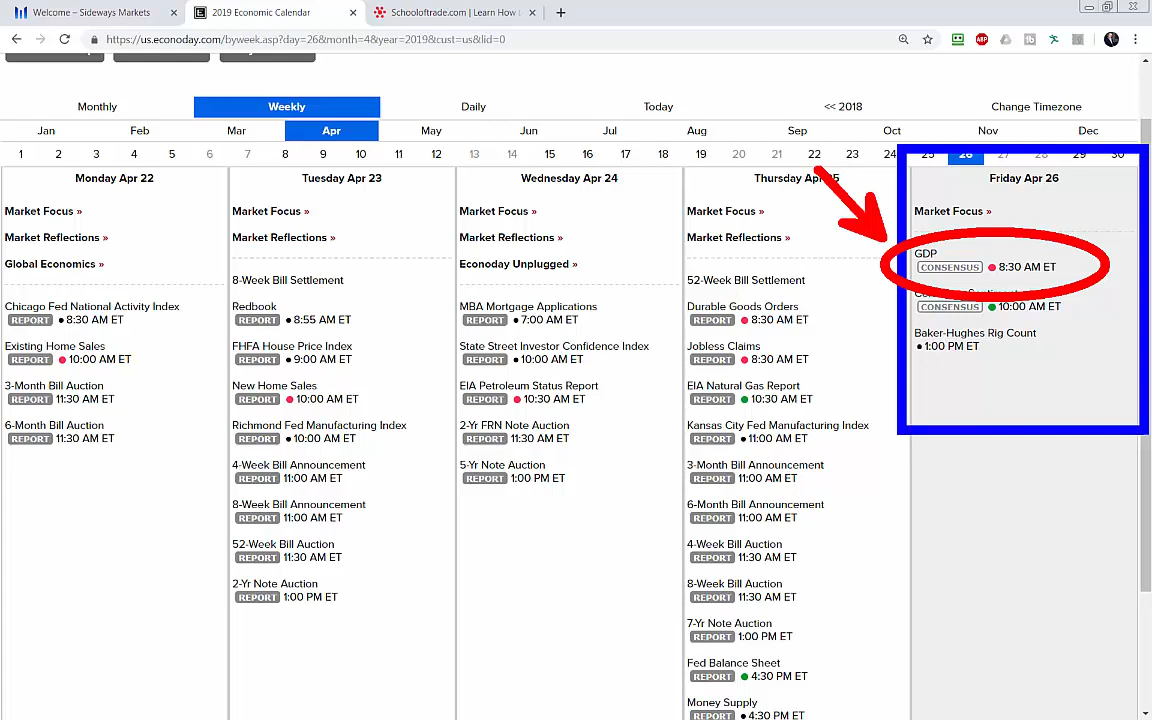 Welcome – Sideways Markets
2019 Economic Calendar
Schooloftrade.com | Learn How
https://us.econoday.com/byweek.asp?day=26&month=4&year=2019&cust=us&lid=0
ABP
Monthly
Weekly
Daily
Today
<< 2018
Change Timezone
Jan Feb Mar Apr May Jun Jul Aug Sep Oct Nov Dec
1 2 3 4 5 6 7 8 9 10 11 12 13 14 15 16 17 18 19 20 21 22 23 24 25 26 27 28 29 30
Monday Apr 22
Market Focus »
Market Reflections »
Global Economics »
Chicago Fed National Activity Index
REPORT 8:30 AM ET
Existing Home Sales
REPORT 10:00 AM ET
3-Month Bill Auction
REPORT 11:30 AM ET
6-Month Bill Auction
REPORT 11:30 AM ET
Tuesday Apr 23
Market Focus »
Market Reflections »
8-Week Bill Settlement
Redbook
REPORT 8:55 AM ET
FHFA House Price Index
REPORT 9:00 AM ET
New Home Sales
REPORT 10:00 AM ET
Richmond Fed Manufacturing Index
REPORT 10:00 AM ET
4-Week Bill Announcement
REPORT 11:00 AM ET
8-Week Bill Announcement
REPORT 11:00 AM ET
52-Week Bill Auction
REPORT 11:30 AM ET
2-Yr Note Auction
REPORT 1:00 PM ET
Wednesday Apr 24
Market Focus »
Market Reflections »
Econoday Unplugged »
MBA Mortgage Applications
REPORT 7:00 AM ET
State Street Investor Confidence Index
REPORT 10:00 AM ET
EIA Petroleum Status Report
REPORT 10:30 AM ET
2-Yr FRN Note Auction
REPORT 11:30 AM ET
5-Yr Note Auction
REPORT 1:00 PM ET
Thursday Apr 25
Market Focus »
Market Reflections »
52-Week Bill Settlement
Durable Goods Orders
REPORT 8:30 AM ET
Jobless Claims
REPORT 8:30 AM ET
EIA Natural Gas Report
REPORT 10:30 AM ET
Kansas City Fed Manufacturing Index
REPORT 11:00 AM ET
3-Month Bill Announcement
REPORT 11:00 AM ET
6-Month Bill Announcement
REPORT 11:00 AM ET
4-Week Bill Auction
REPORT 11:30 AM ET
8-Week Bill Auction
REPORT 11:30 AM ET
7-Yr Note Auction
REPORT 1:00 PM ET
Fed Balance Sheet
REPORT 4:30 PM ET
Money Supply
REPORT 4:30 PM ET
Friday Apr 26
Market Focus »
GDP
CONSENSUS 8:30 AM ET
CONSENSUS 10:00 AM ET
Baker-Hughes Rig Count
1:00 PM ET